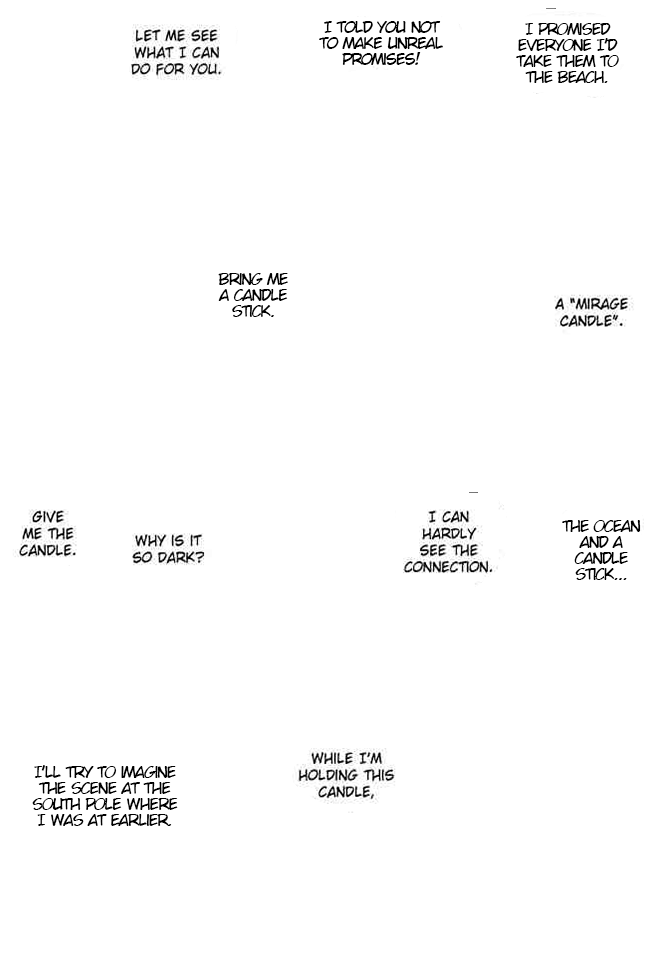 I PROMISED
EVERYONE I'D
TAKE THEM TO
THE BEACH.
I TOLD YOU NOT
TO MAKE UNREAL
PROMISES!
LET ME SEE
WHAT I CAN
DO FOR YOU.
A "MIRAGE
CANDLE".
BRING ME
A CANDLE
STICK.
THE OCEAN
AND A
CANDLE
STICK...
I CAN
HARDLY
SEE THE
CONNECTION.
WHY IS IT
SO DARK?
GIVE
ME THE
CANDLE.
WHILE I'M
HOLDING THIS
CANDLE,
I'LL TRY TO IMAGINE
THE SCENE AT THE
SOUTH POLE WHERE
I WAS AT EARLIER.